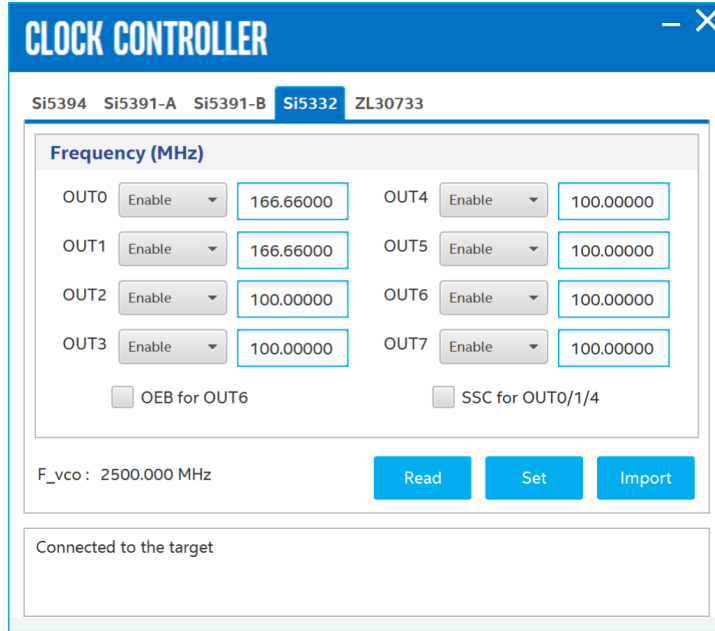 CLOCK CONTROLLER
Si5394 Si5391-A Si5391-B Si5332 ZL30733
Frequency (MHz)
OUT0 Enable 166.66000 OUT4 Enable 100.00000
OUT1 Enable 166.66000 OUT5 Enable 100.00000
OUT2 Enable 100.00000 OUT6 Enable 100.00000
OUT3 Enable 100.00000 OUT7 Enable 100.00000
OEB for OUT6 SSC for OUT0/1/4
F_vco : 2500.000 MHz Read Set Import
Connected to the target